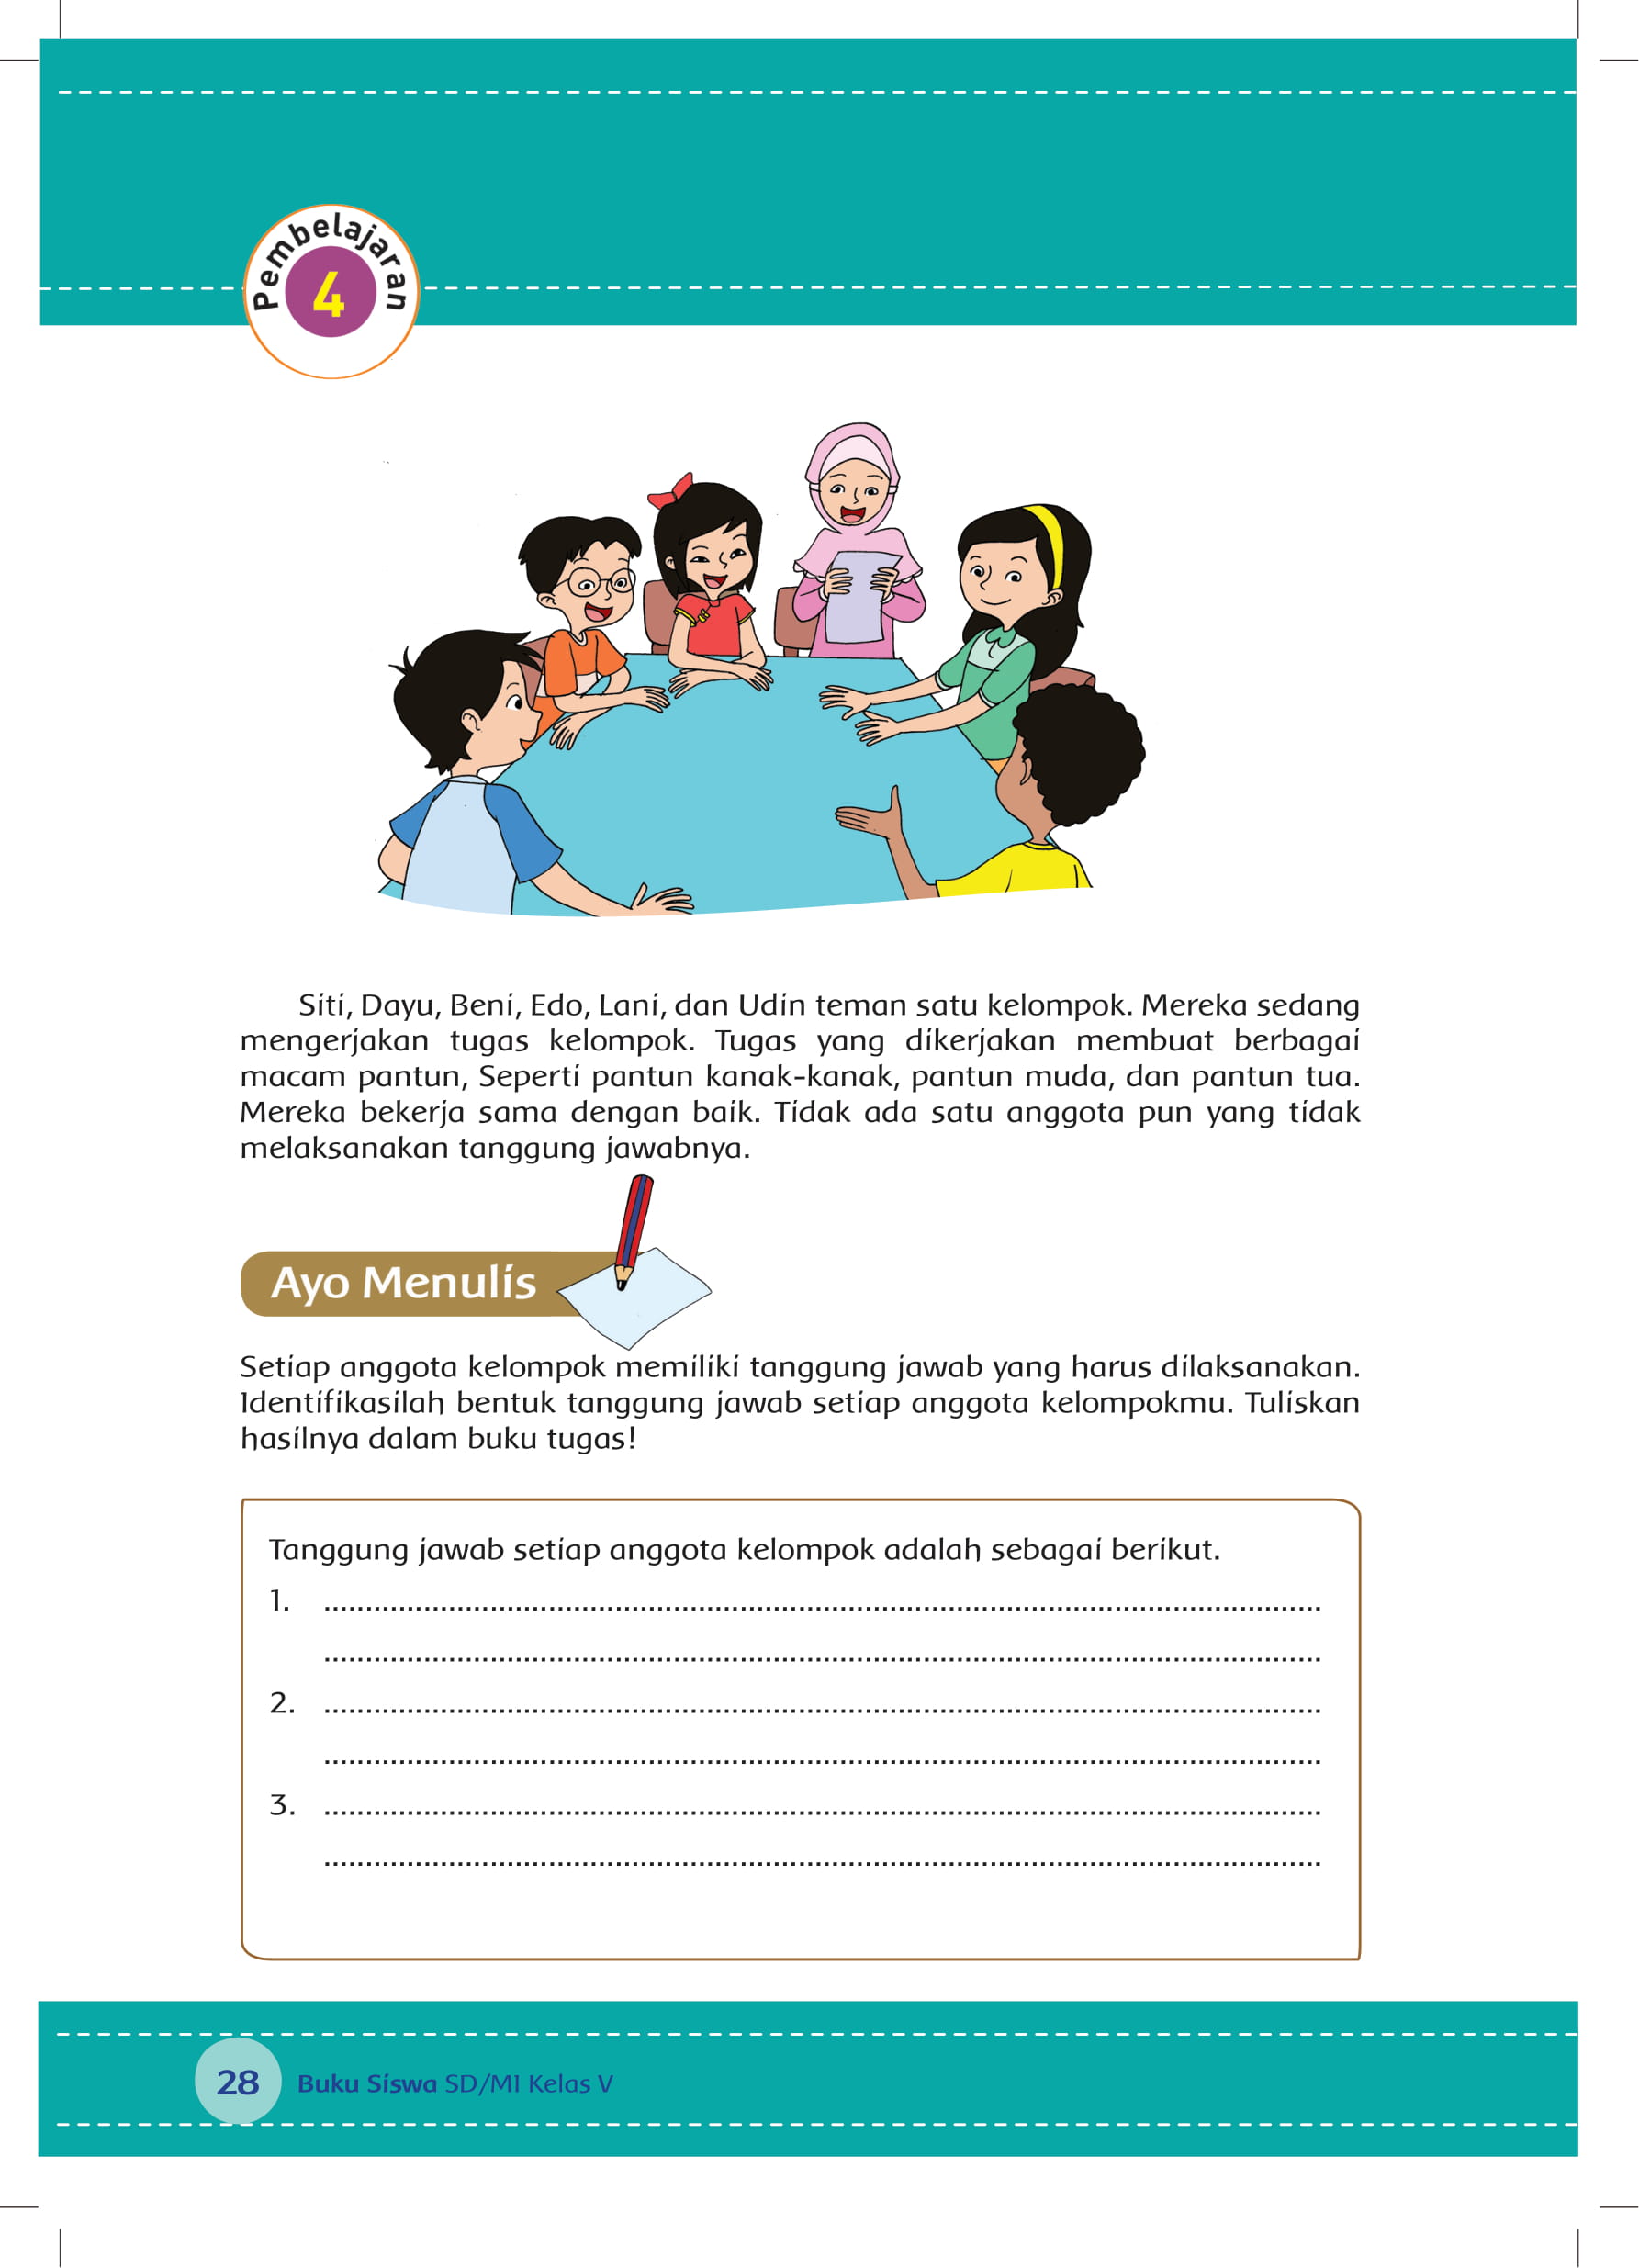 Pembelajaran
4
Siti, Dayu, Beni, Edo, Lani, dan Udin teman satu kelompok. Mereka sedang
mengerjakan tugas kelompok. Tugas yang dikerjakan membuat berbagai
macam pantun, Seperti pantun kanak-kanak, pantun muda, dan pantun tua.
Mereka bekerja sama dengan baik. Tidak ada satu anggota pun yang tidak
melaksanakan tanggung jawabnya.
Ayo Menulis
Setiap anggota kelompok memiliki tanggung jawab yang harus dilaksanakan.
Identifikasilah bentuk tanggung jawab setiap anggota kelompokmu. Tuliskan
hasilnya dalam buku tugas!
Tanggung jawab setiap anggota kelompok adalah sebagai berikut.
1.
2.
3.
28 Buku Siswa SD/MI Kelas V